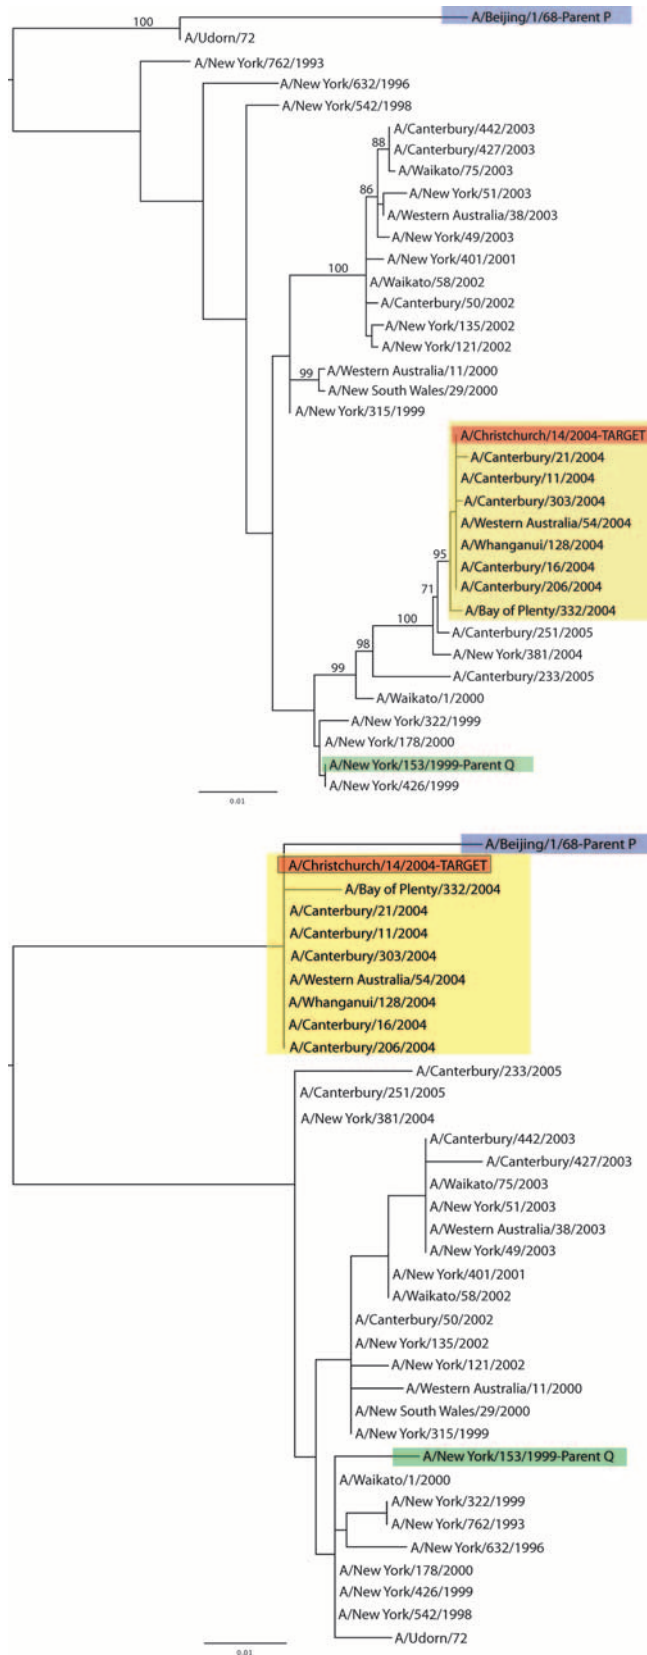 A/Beijing/1/68-Parent P
100
A/Udorn/72
A/New York/762/1993
A/New York/632/1996
A/New York/542/1998
A/Canterbury/442/2003
88
A/Canterbury/427/2003
A/Waikato/75/2003
86
A/New York/51/2003
A/Western Australia/38/2003
A/New York/49/2003
A/New York/401/2001
100
A/Waikato/58/2002
A/Canterbury/50/2002
A/New York/135/2002
A/New York/121/2002
A/Western Australia/11/2000
99
A/New South Wales/29/2000
A/New York/315/1999
A/Christchurch/14/2004-TARGET
A/Canterbury/21/2004
A/Canterbury/11/2004
A/Canterbury/303/2004
A/Western Australia/54/2004
A/Whanganui/128/2004
95
A/Canterbury/16/2004
A/Canterbury/206/2004
71
A/Bay of Plenty/332/2004
100
A/Canterbury/251/2005
98
A/New York/381/2004
99
A/Canterbury/233/2005
A/Waikato/1/2000
A/New York/322/1999
A/New York/178/2000
A/New York/153/1999-Parent Q
A/New York/426/1999
0.01
A/Beijing/1/68-Parent P
A/Christchurch/14/2004-TARGET
A/Bay of Plenty/332/2004
A/Canterbury/21/2004
A/Canterbury/11/2004
A/Canterbury/303/2004
A/Western Australia/54/2004
A/Whanganui/128/2004
A/Canterbury/16/2004
A/Canterbury/206/2004
A/Canterbury/233/2005
A/Canterbury/251/2005
A/New York/381/2004
A/Canterbury/442/2003
A/Canterbury/427/2003
A/Waikato/75/2003
A/New York/51/2003
A/Western Australia/38/2003
A/New York/49/2003
A/New York/401/2001
A/Waikato/58/2002
A/Canterbury/50/2002
A/New York/135/2002
A/New York/121/2002
A/Western Australia/11/2000
A/New South Wales/29/2000
A/New York/315/1999
A/New York/153/1999-Parent Q
A/Waikato/1/2000
A/New York/322/1999
A/New York/762/1993
A/New York/632/1996
A/New York/178/2000
A/New York/426/1999
A/New York/542/1998
A/Udorn/72
0.01